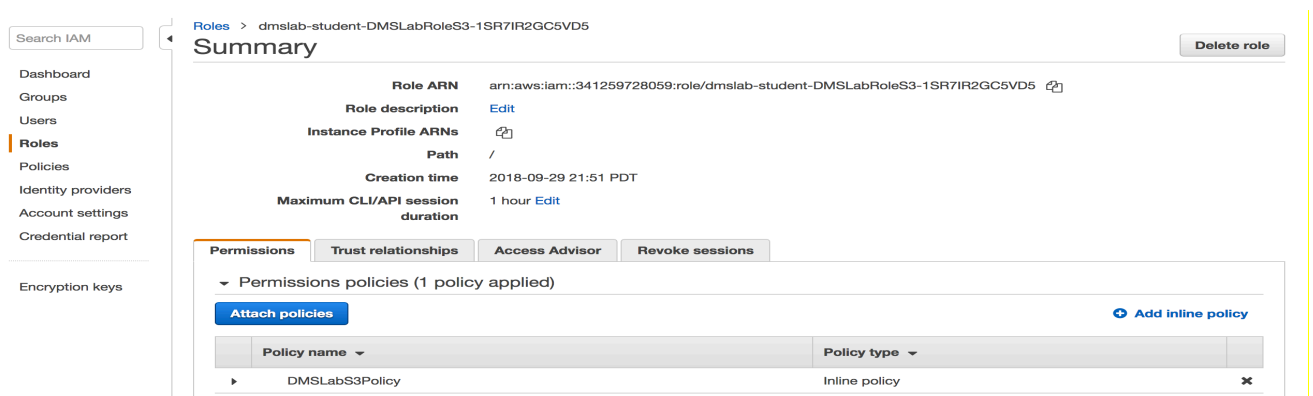 Roles > dmslab-student-DMSLabRoleS3-1SR7IR2GC5VD5
Search IAM
Summary
Delete role
Dashboard
Groups
Users
Roles
Policies
Identity providers
Account settings
Credential report
Encryption keys
Role ARN arn:aws:iam::341259728059:role/dmslab-student-DMSLabRoleS3-1SR7IR2GC5VD5
Role description Edit
Instance Profile ARNs
Path /
Creation time 2018-09-29 21:51 PDT
Maximum CLI/API session 1 hour Edit
duration
Permissions Trust relationships Access Advisor Revoke sessions
Permissions policies (1 policy applied)
Attach policies Add inline policy
Policy name Policy type
DMSLabS3Policy Inline policy